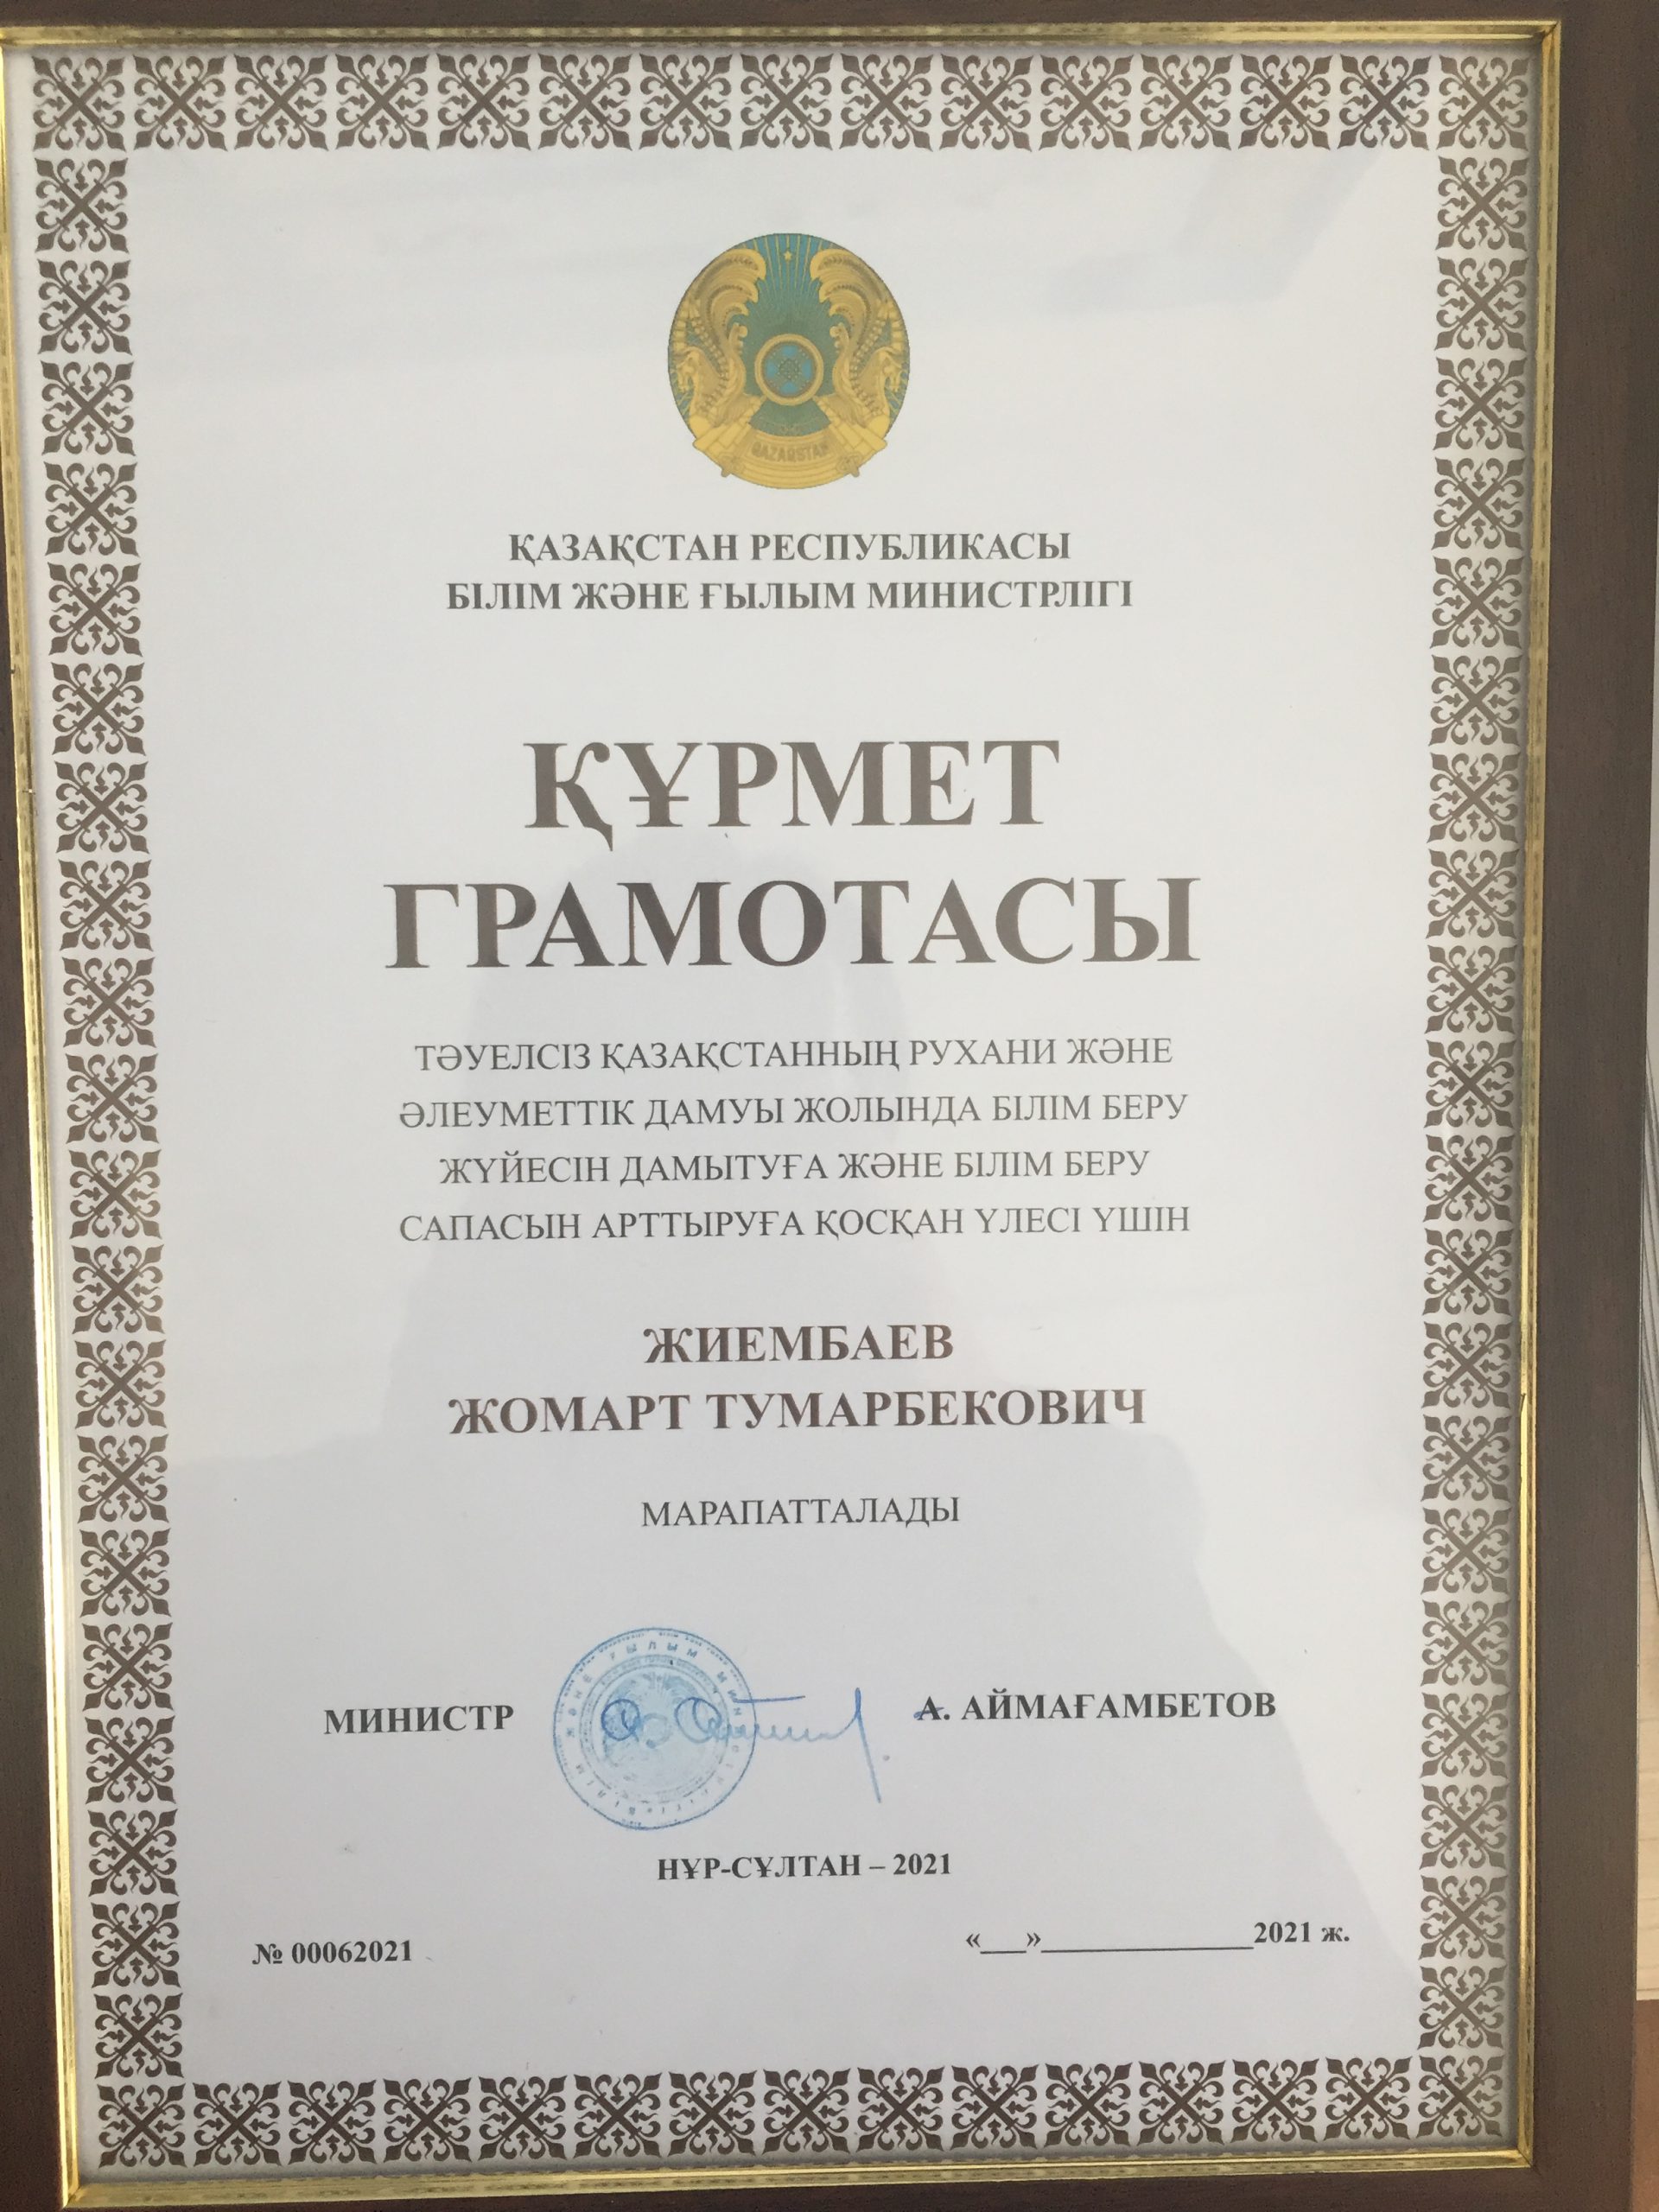 QAZAQSTAN
ҚАЗАҚСТАН РЕСПУБЛИКАСЫ
БІЛІМ ЖӘНЕ ҒЫЛЫМ МИНИСТРЛІГІ
ҚҰРМЕТ
ГРАМОТАСЫ
ТӘУЕЛСІЗ ҚАЗАҚСТАННЫҢ РУХАНИ ЖӘНЕ
ӘЛЕУМЕТТІК ДАМУЫ ЖОЛЫНДА БІЛІМ БЕРУ
ЖҮЙЕСІН ДАМЫТУҒА ЖӘНЕ БІЛІМ БЕРУ
САПАСЫН АРТТЫРУҒА ҚОСҚАН ҮЛЕСІ ҮШІН
ЖИЕМБАЕВ
ЖОМАРТ ТУМАРБЕКОВИЧ
МАРАПАТТАЛАДЫ
МИНИСТР
ЖӘНЕ ҒЫЛЫМ
А. АЙМАҒАМБЕТОВ
НҰР-СҰЛТАН – 2021
№ 00062021
«___»______________2021 ж.